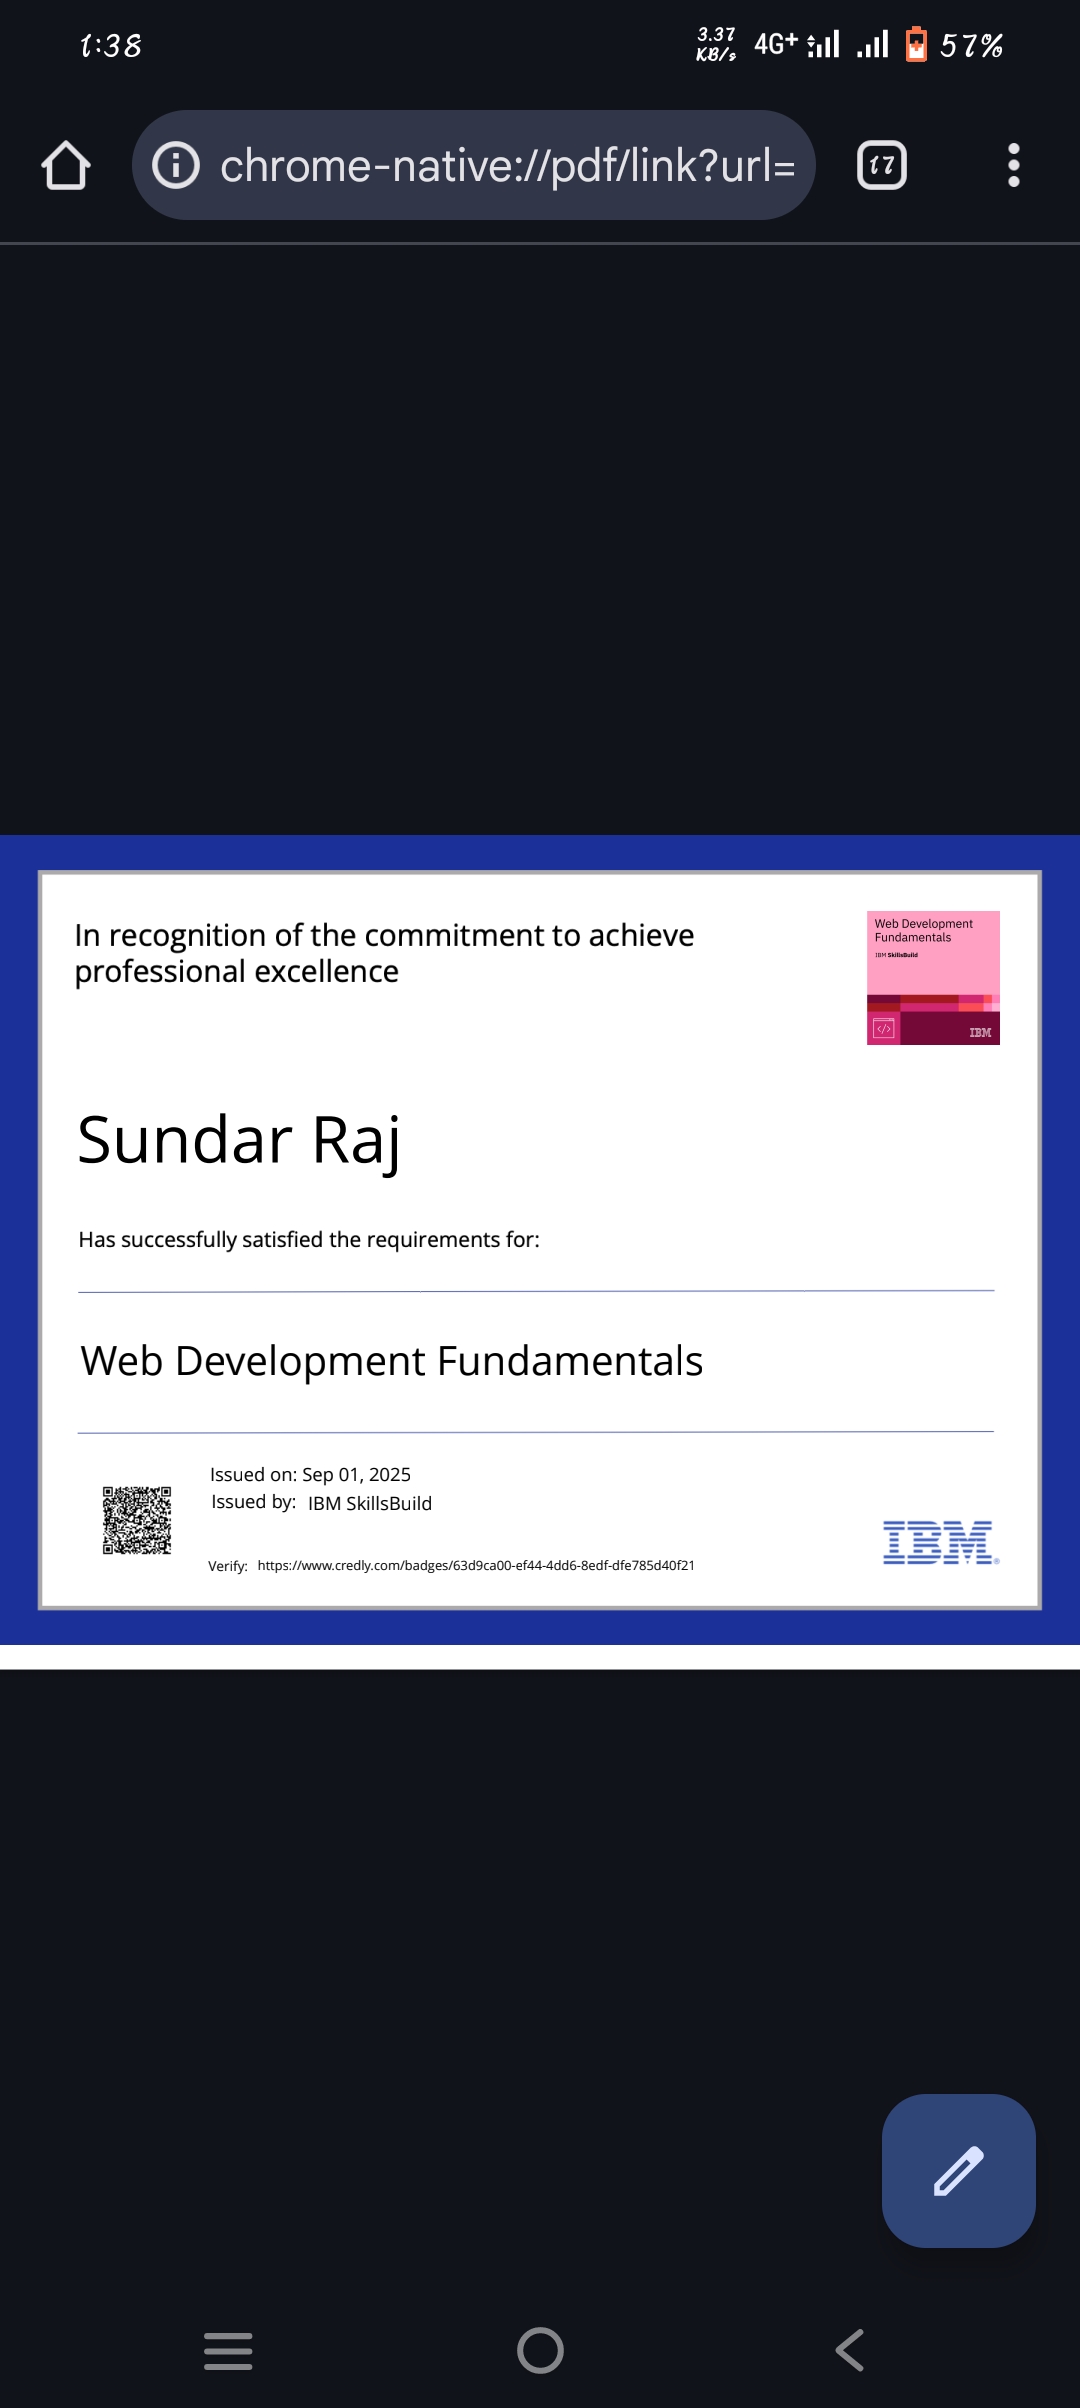 1:38
3.37
KB/s
4G+
57%
chrome-native://pdf/link?url=
17
In recognition of the commitment to achieve
professional excellence
Web Development
Fundamentals
IBM SkillsBuild
</>
IBM
Sundar Raj
Has successfully satisfied the requirements for:
Web Development Fundamentals
Issued on: Sep 01, 2025
Issued by: IBM SkillsBuild
IBM®
Verify: https://www.credly.com/badges/63d9ca00-ef44-4dd6-8edf-dfe785d40f21